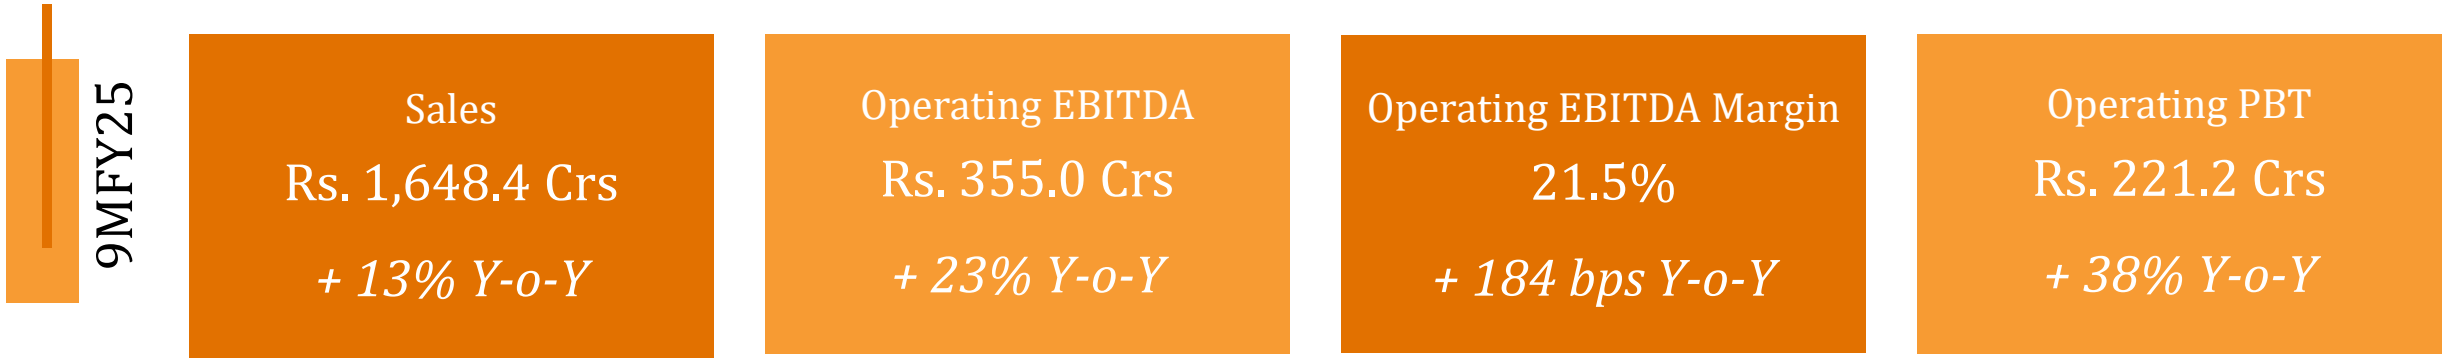 9MFY25
Sales
Rs. 1,648.4 Crs
+ 13% Y-o-Y
Operating EBITDA
Rs. 355.0 Crs
+ 23% Y-o-Y
Operating EBITDA Margin
21.5%
+ 184 bps Y-o-Y
Operating PBT
Rs. 221.2 Crs
+ 38% Y-o-Y